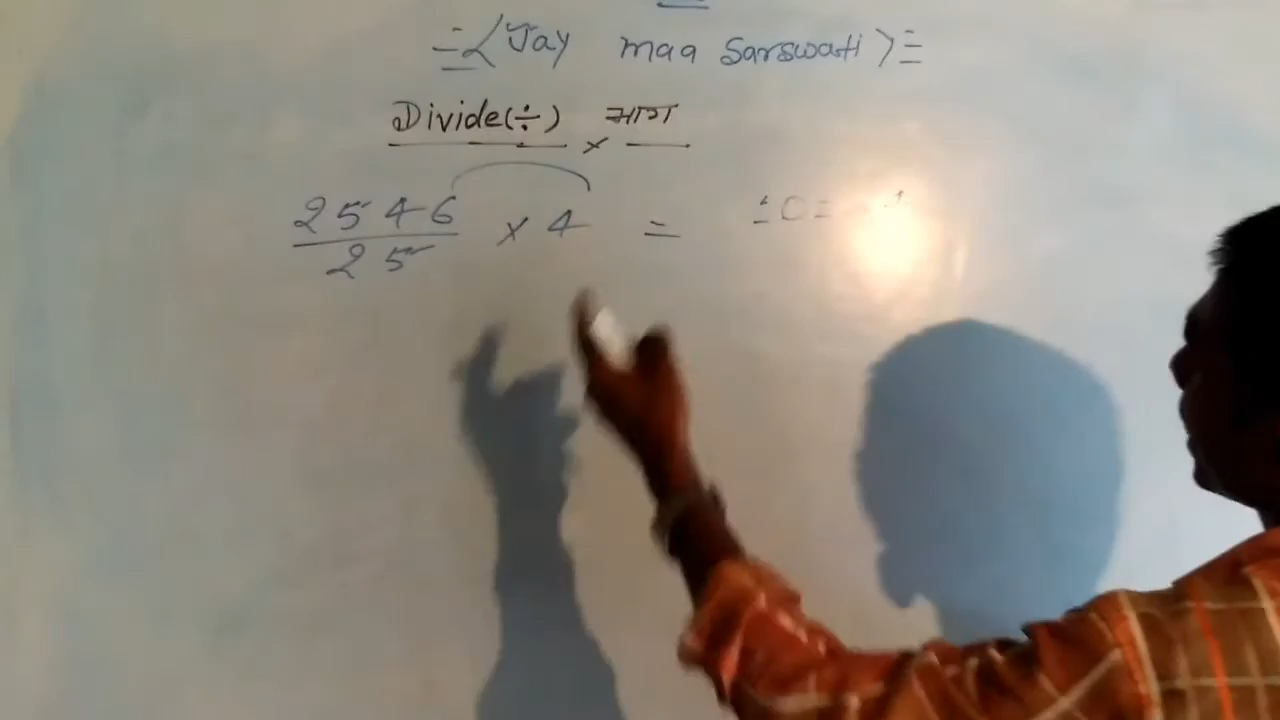 =<Jay maa Sarswati>=
Divide(÷) × भाग
2546/25 × 4 =